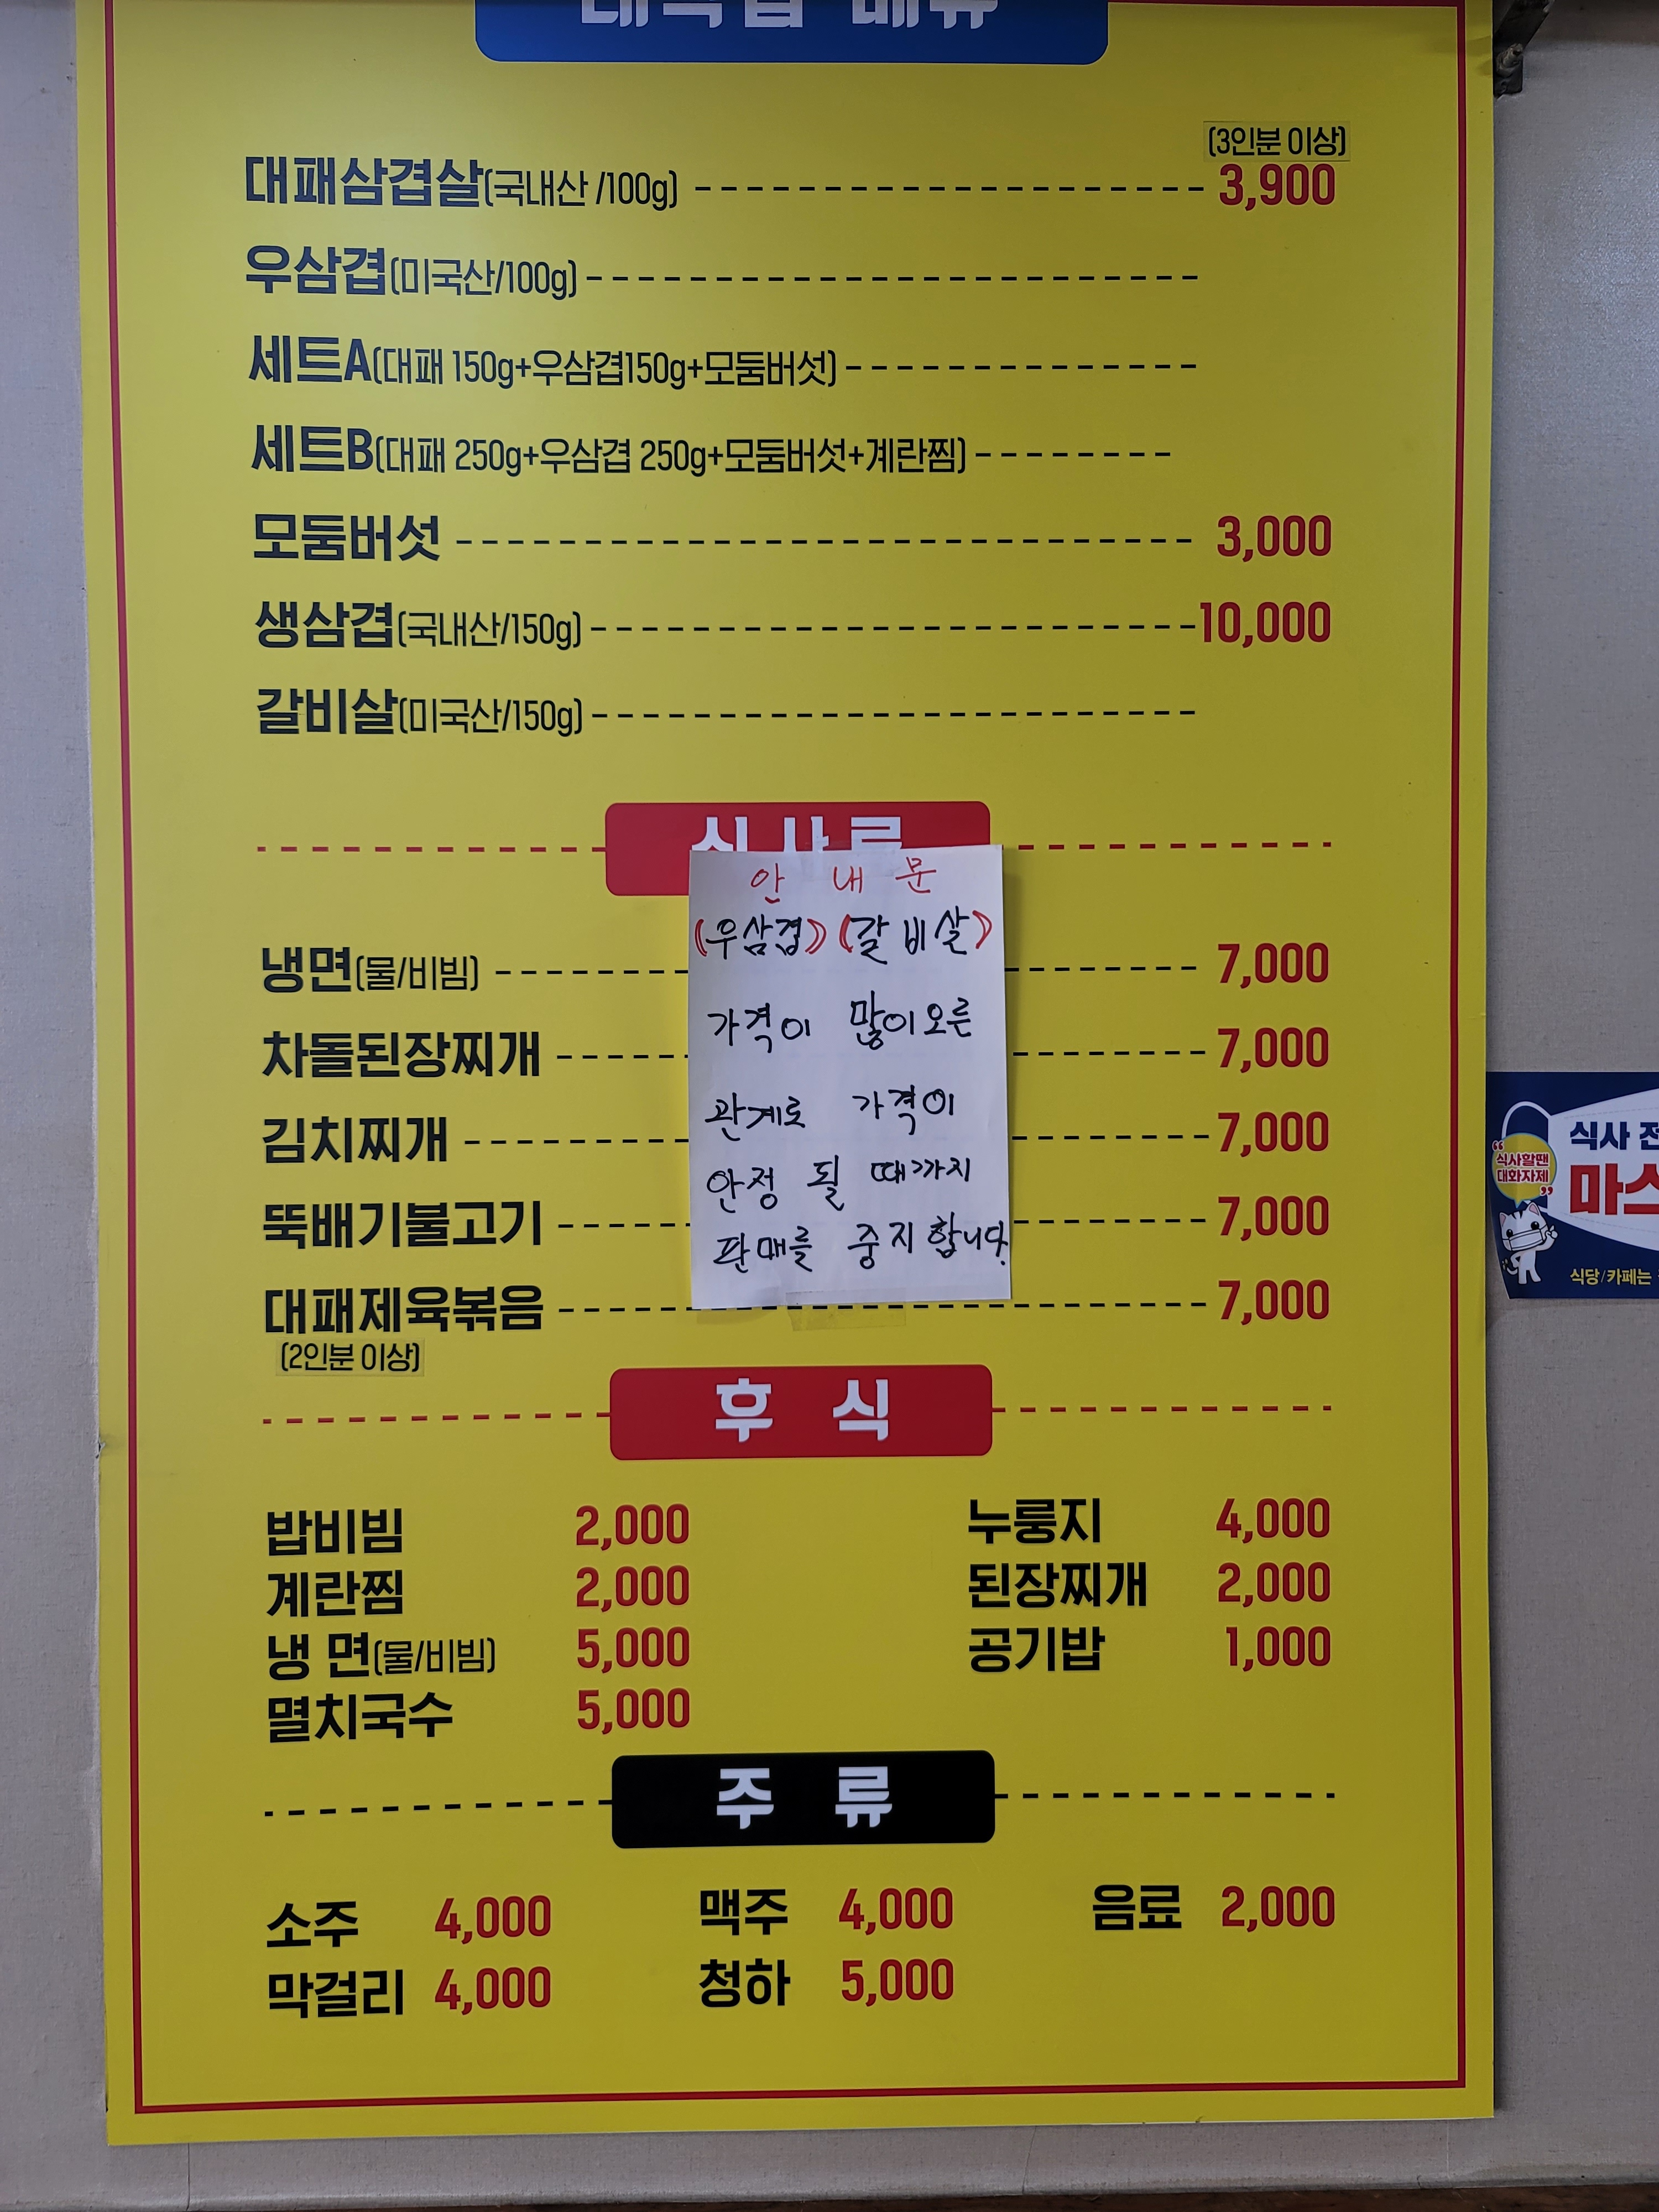 메뉴
(3인분 이상)
대패삼겹살(국내산 /100g) 3,900
우삼겹(미국산/100g)
세트A(대패 150g+우삼겹150g+모둠버섯)
세트B(대패 250g+우삼겹 250g+모둠버섯+계란찜)
모둠버섯 3,000
생삼겹(국내산/150g) 10,000
갈비살(미국산/150g)
식사류
안 내 문
(우삼겹) (갈비살)
가격이 많이오른
관계로 가격이
안정 될 때까지
판매를 중지합니다.
냉면(물/비빔) 7,000
차돌된장찌개 7,000
김치찌개 7,000
뚝배기불고기 7,000
대패제육볶음 7,000
(2인분 이상)
후 식
밥비빔 2,000 누룽지 4,000
계란찜 2,000 된장찌개 2,000
냉 면(물/비빔) 5,000 공기밥 1,000
멸치국수 5,000
주 류
소주 4,000 맥주 4,000 음료 2,000
막걸리 4,000 청하 5,000
식사 전
"식사할땐
대화자제"
마스
식당/카페는